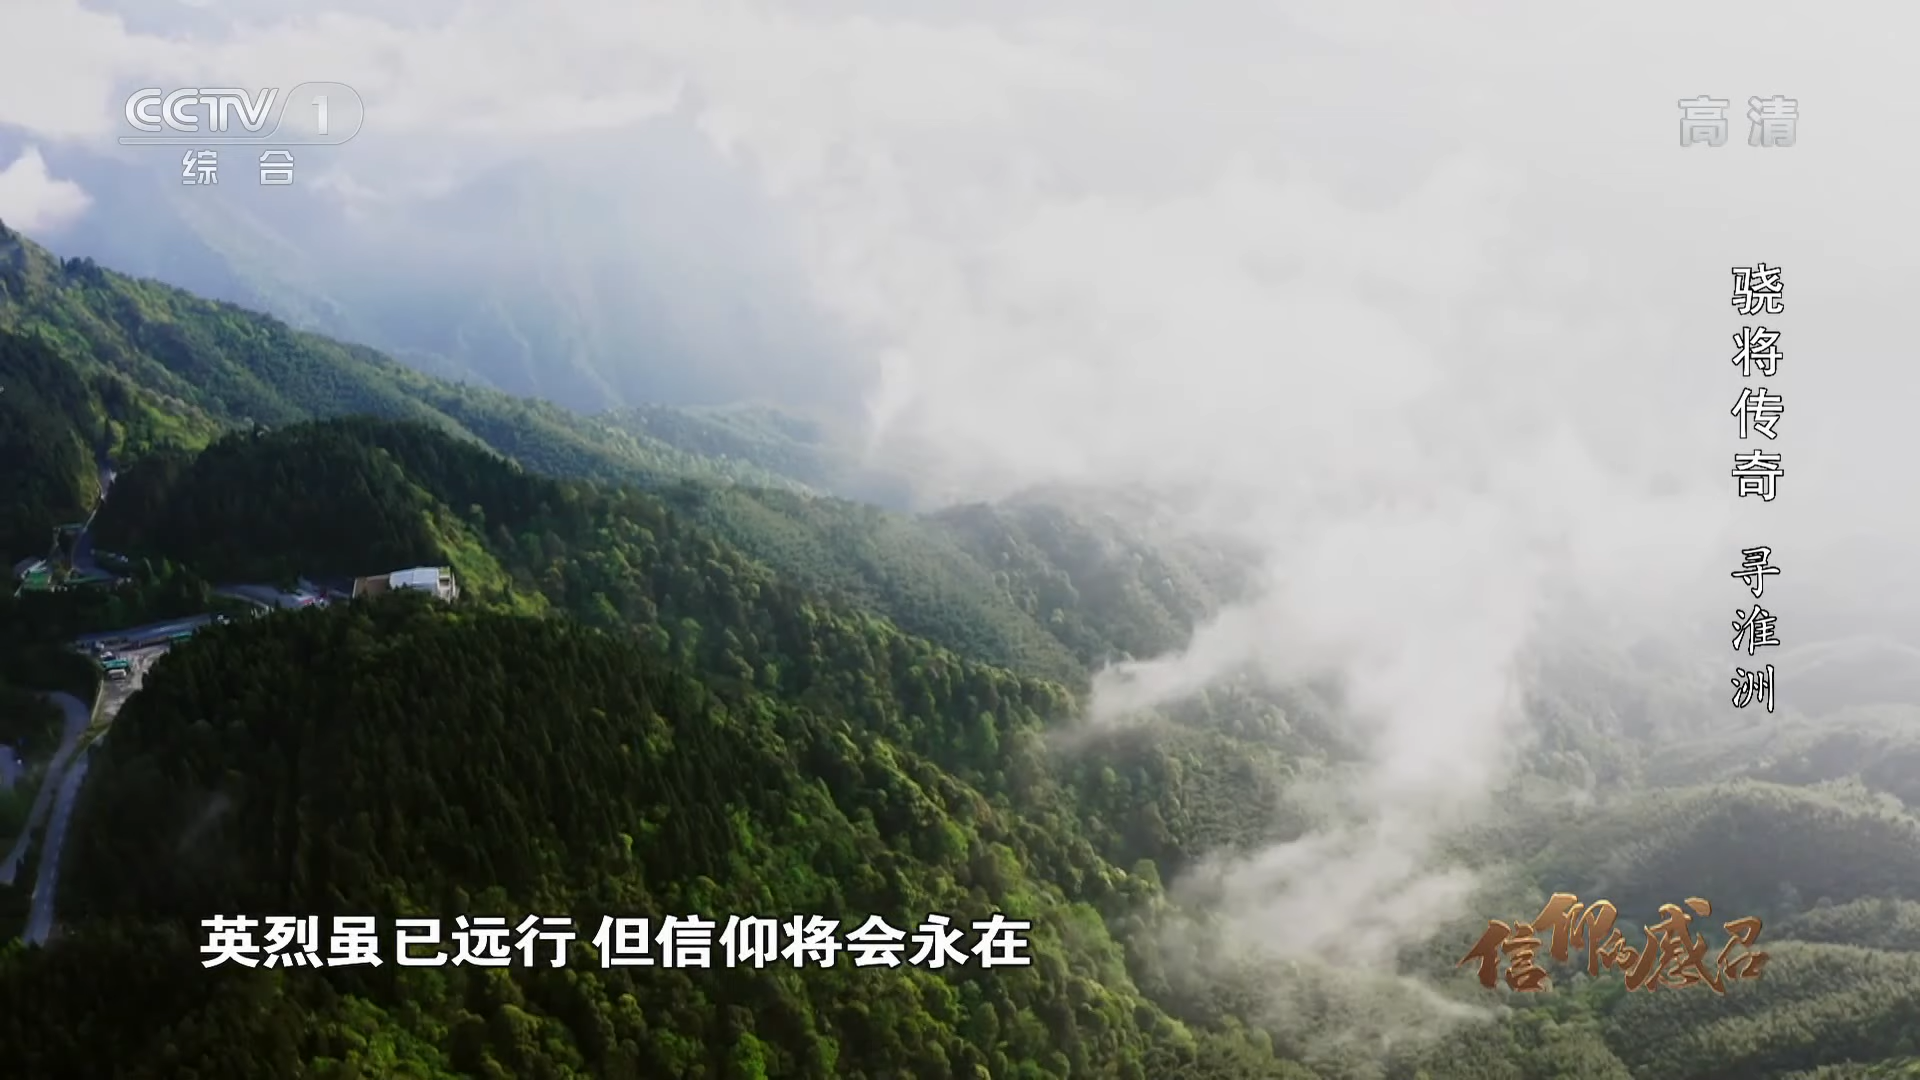 CCTV 1
综合
高清
骁将传奇 寻淮洲
英烈虽已远行 但信仰将会永在
信仰的感召